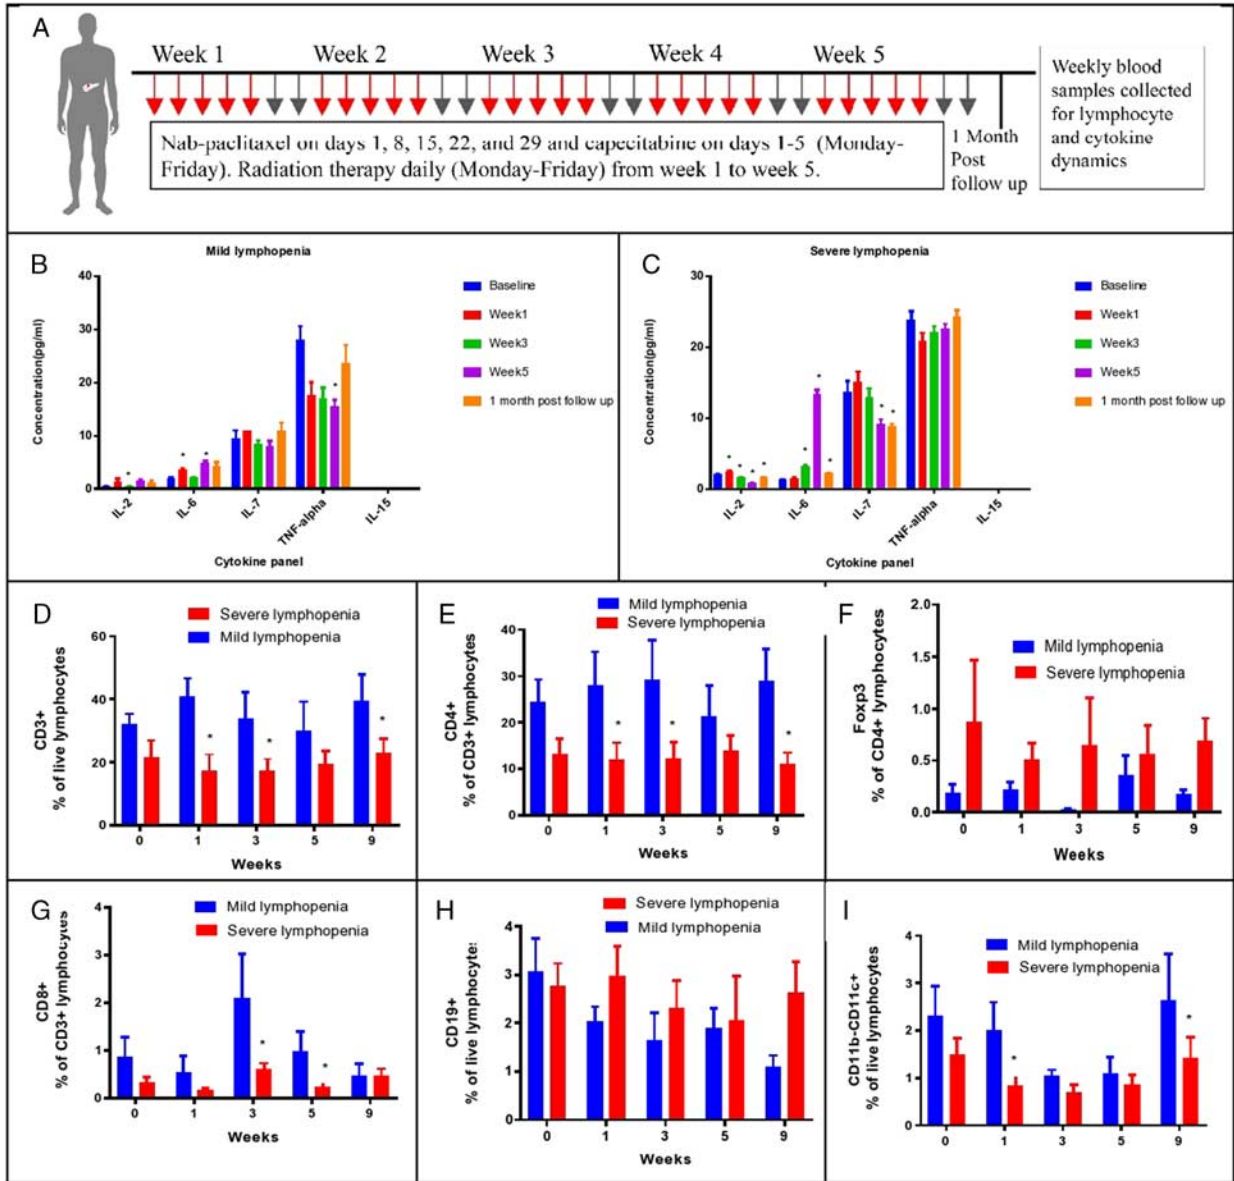 A
Week 1
Week 2
Week 3
Week 4
Week 5
Nab-paclitaxel on days 1, 8, 15, 22, and 29 and capecitabine on days 1-5 (Monday-
Friday). Radiation therapy daily (Monday-Friday) from week 1 to week 5.
1 Month
Post
follow up
Weekly blood
samples collected
for lymphocyte
and cytokine
dynamics
B
Mild lymphopenia
Concentration(pg/ml)
40
30
20
10
0
* * * *
IL-2
IL-6
IL-7
TNF-alpha
IL-15
Cytokine panel
Baseline
Week1
Week3
Week5
1 month post follow up
C
Severe lymphopenia
Concentration(pg/ml)
30
20
10
0
* * * * * * * * *
IL-2
IL-6
IL-7
TNF-alpha
IL-15
Cytokine panel
Baseline
Week1
Week3
Week5
1 month post follow up
D
Severe lymphopenia
Mild lymphopenia
CD3+
% of live lymphocytes
60
40
20
0
* * *
0 1 3 5 9
Weeks
E
Mild lymphopenia
Severe lymphopenia
CD4+
% of CD3+ lymphocytes
40
30
20
10
0
* * *
0 1 3 5 9
Weeks
F
Mild lymphopenia
Severe lymphopenia
Foxp3
% of CD4+ lymphocytes
2.0
1.5
1.0
0.5
0.0
0 1 3 5 9
Weeks
G
Mild lymphopenia
Severe lymphopenia
CD8+
% of CD3+ lymphocytes
4
3
2
1
0
* *
0 1 3 5 9
Weeks
H
Severe lymphopenia
Mild lymphopenia
CD19+
% of live lymphocytes
4
3
2
1
0
0 1 3 5 9
Weeks
I
Mild lymphopenia
Severe lymphopenia
CD11b-CD11c+
% of live lymphocytes
4
3
2
1
0
* *
0 1 3 5 9